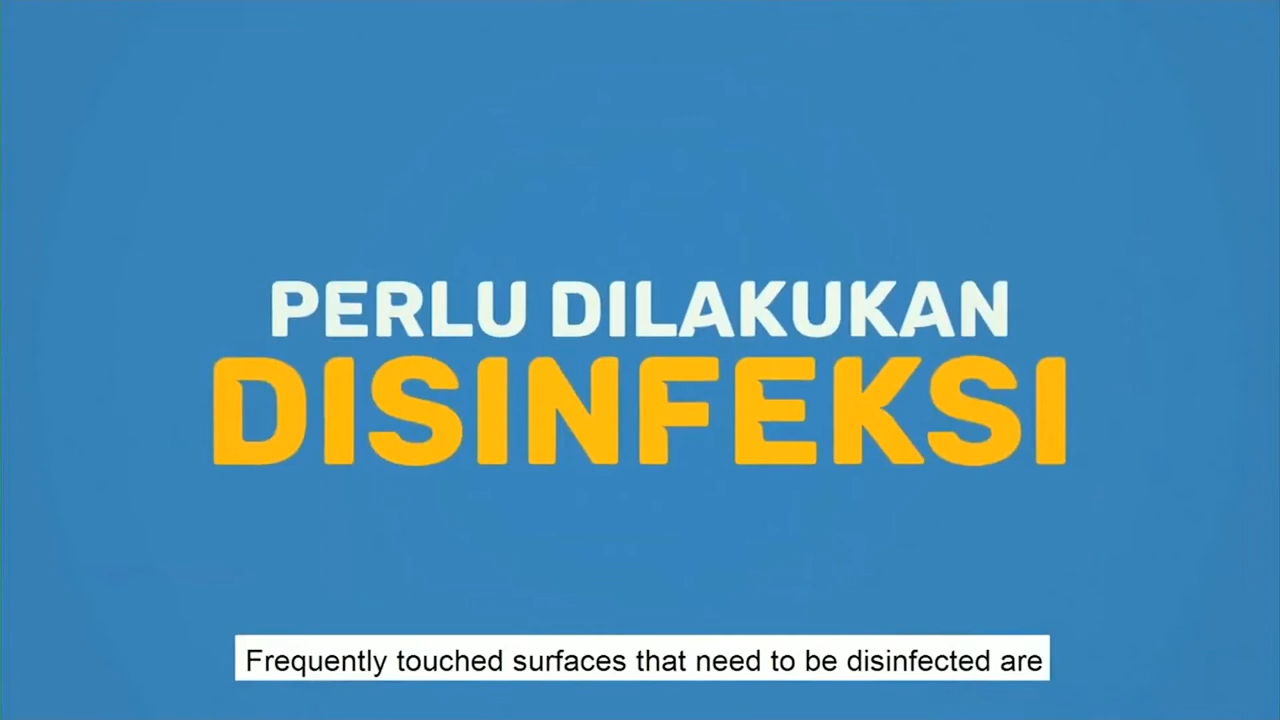 PERLU DILAKUKAN
DISINFEKSI
Frequently touched surfaces that need to be disinfected are